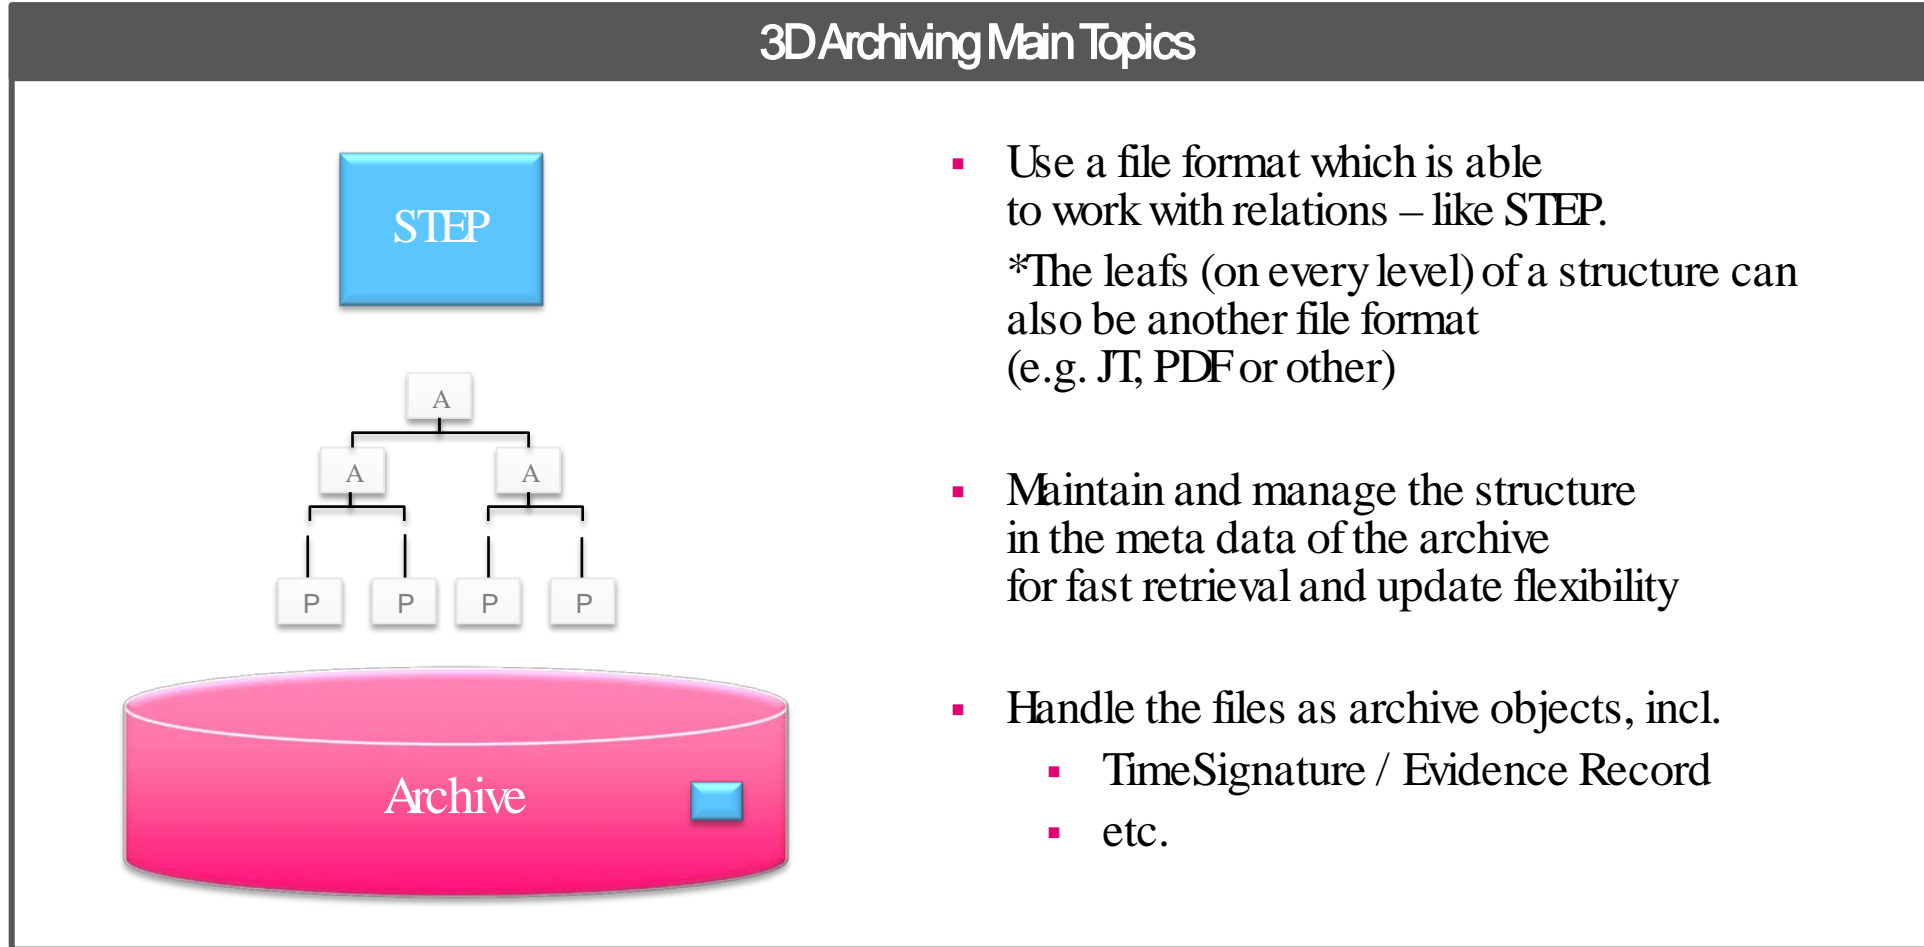 3D Archiving Main Topics
STEP
A
A A
P P P P
Archive
▪ Use a file format which is able
to work with relations – like STEP.
*The leafs (on every level) of a structure can
also be another file format
(e.g. JT, PDF or other)
▪ Maintain and manage the structure
in the meta data of the archive
for fast retrieval and update flexibility
▪ Handle the files as archive objects, incl.
▪ TimeSignature / Evidence Record
▪ etc.